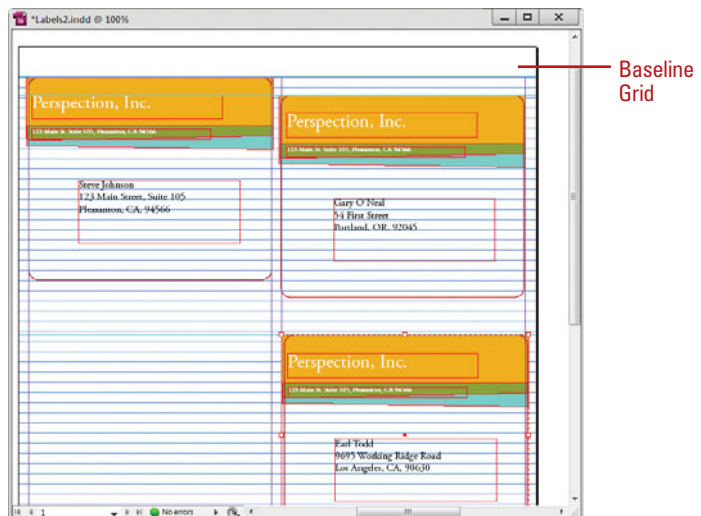 *Labels2.indd @ 100%
Baseline
Grid
Perspection, Inc.
123 Main St. Suite 105, Pleasanton, CA 94566
Steve Johnson
123 Main Street, Suite 105
Pleasanton, CA, 94566
Perspection, Inc.
123 Main St. Suite 105, Pleasanton, CA 94566
Gary O'Neal
54 First Street
Portland, OR, 92045
Perspection, Inc.
123 Main St. Suite 105, Pleasanton, CA 94566
Earl Todd
9695 Working Ridge Road
Los Angeles, CA, 90630
1
No errors